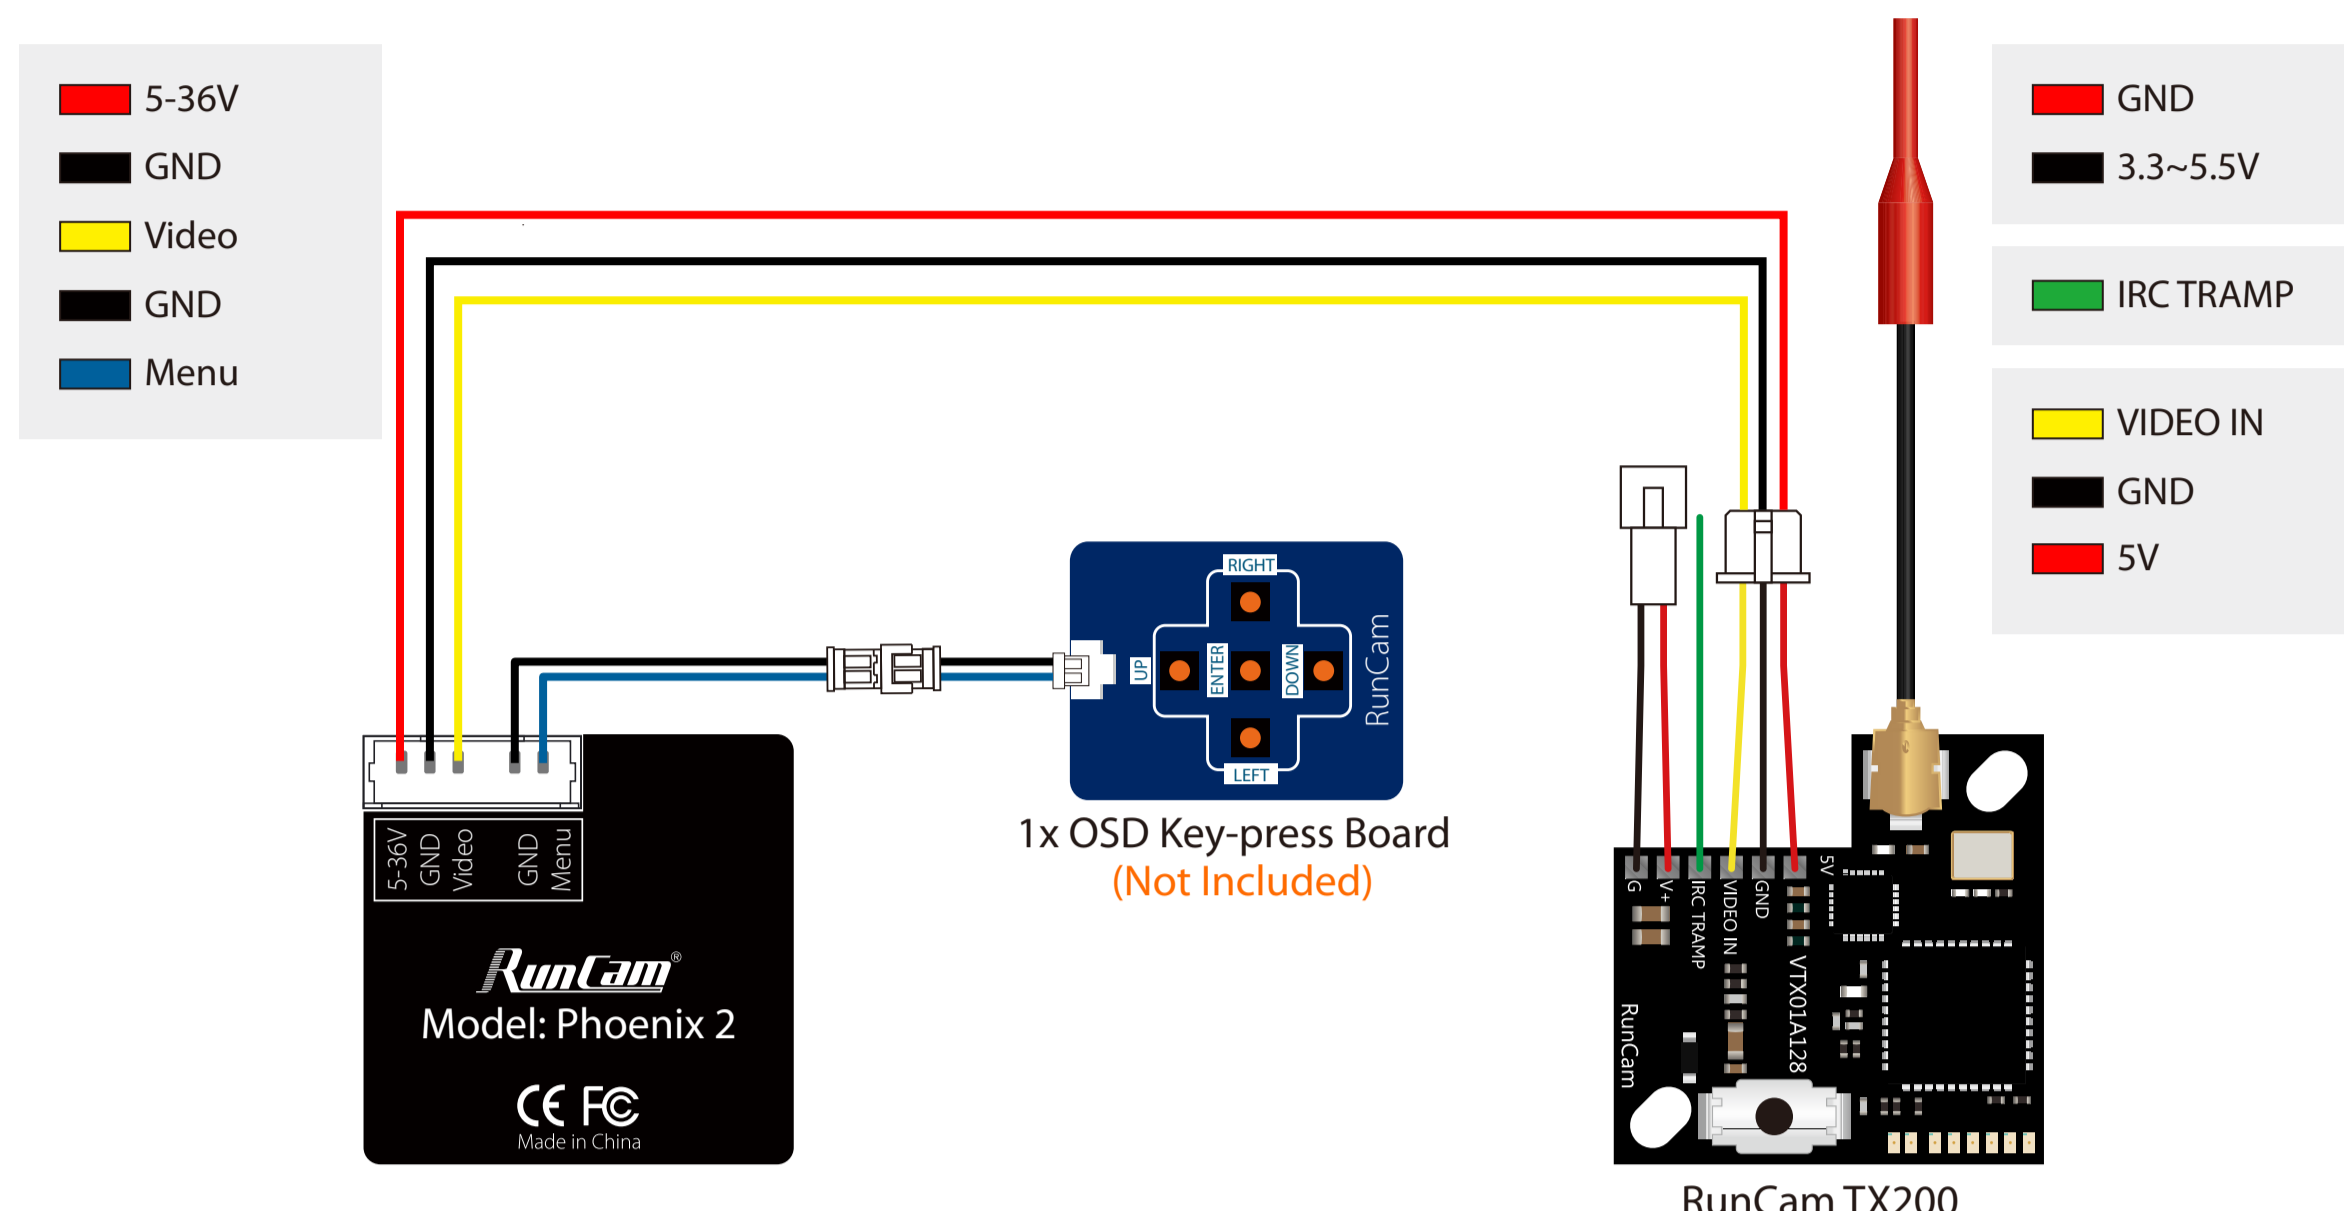 5-36V
GND
Video
GND
Menu
GND
3.3~5.5V
IRC TRAMP
VIDEO IN
GND
5V
RIGHT
UP
ENTER
DOWN
LEFT
RunCam
1x OSD Key-press Board
(Not Included)
5-36V
GND
Video
GND
Menu
RunCam®
Model: Phoenix 2
CE FC
Made in China
G
V+
IRC TRAMP
VIDEO IN
GND
5V
VTX01A128
RunCam
RunCam TX200